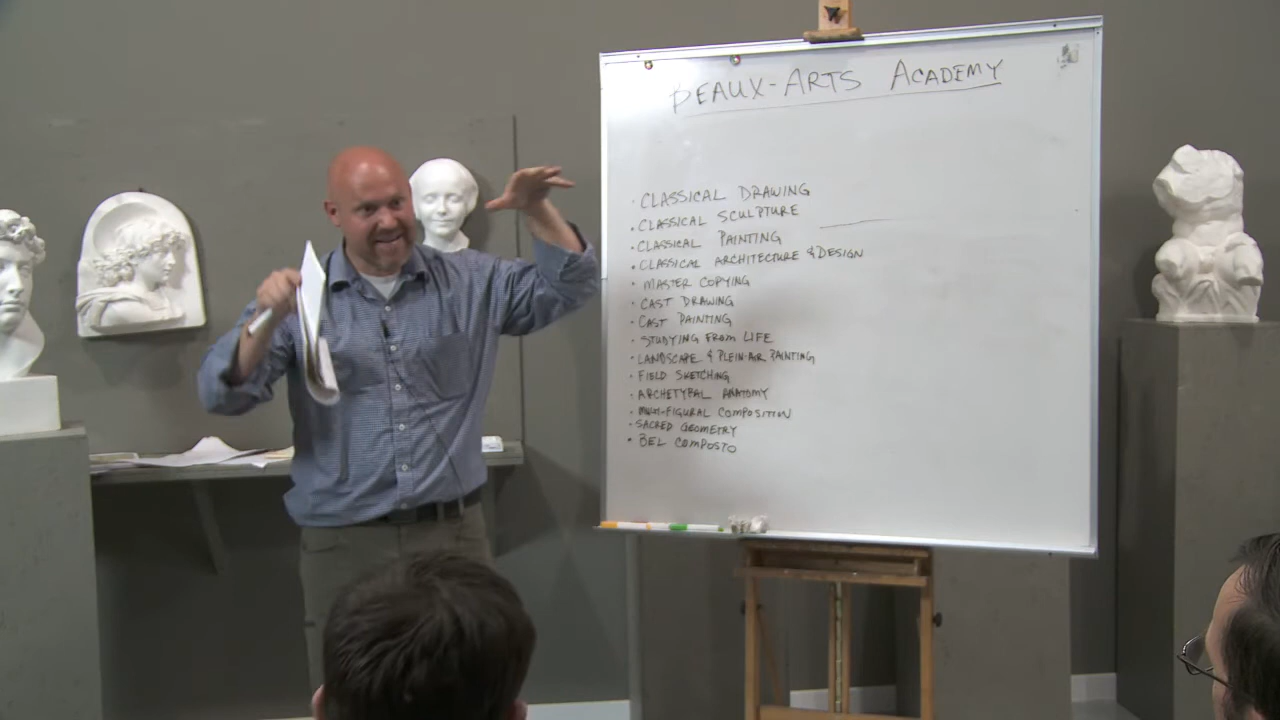 BEAUX-ARTS ACADEMY
• CLASSICAL DRAWING
• CLASSICAL SCULPTURE
• CLASSICAL PAINTING
• CLASSICAL ARCHITECTURE & DESIGN
• MASTER COPYING
• CAST DRAWING
• CAST PAINTING
• STUDYING FROM LIFE
• LANDSCAPE & PLEIN-AIR PAINTING
• FIELD SKETCHING
• ARCHETYPAL ANATOMY
• MULTI-FIGURAL COMPOSITION
• SACRED GEOMETRY
• BEL COMPOSTO